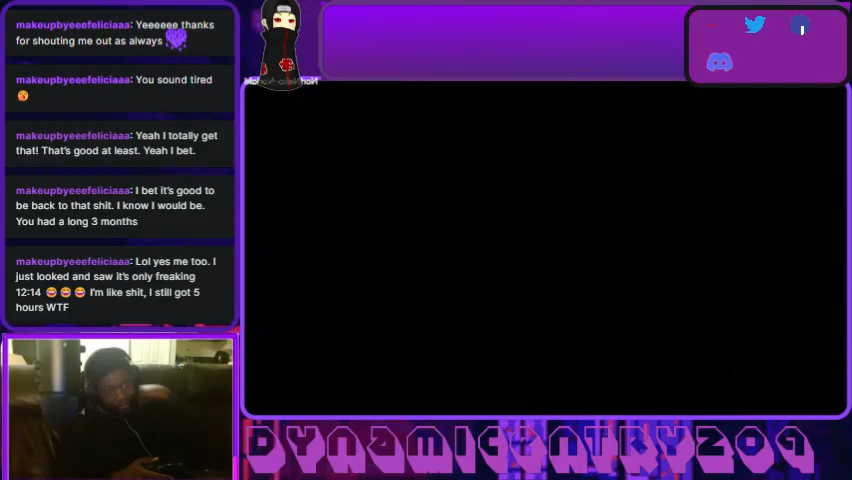 makeupbyeeefeliciaaa: Yeeeeee thanks
for shouting me out as always
makeupbyeeefeliciaaa: You sound tired
makeupbyeeefeliciaaa: Yeah I totally get
that! That's good at least. Yeah I bet.
makeupbyeeefeliciaaa: I bet it's good to
be back to that shit. I know I would be.
You had a long 3 months
makeupbyeeefeliciaaa: Lol yes me too. I
just looked and saw it's only freaking
12:14 😂 😂 😂 I'm like shit, I still got 5
hours WTF